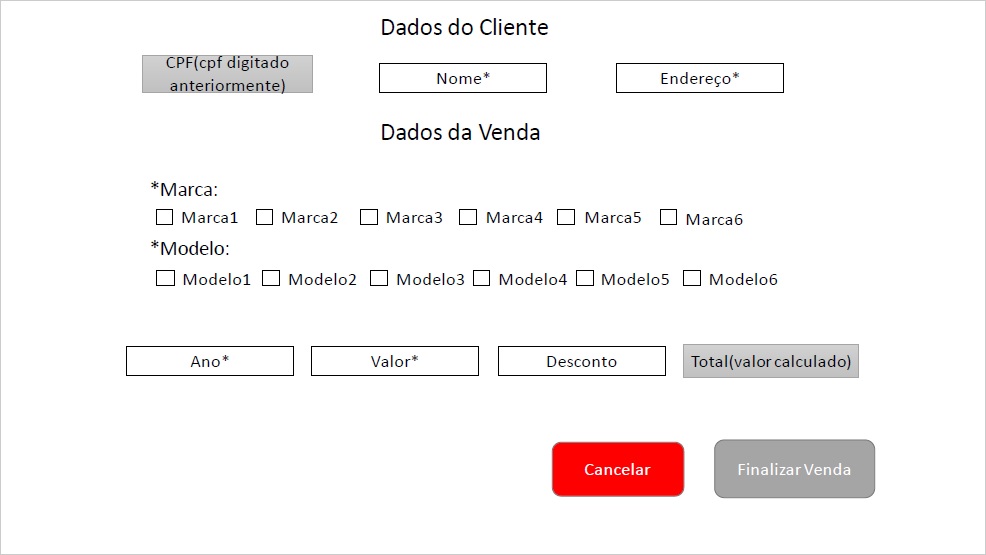 Dados do Cliente
CPF(cpf digitado
anteriormente)
Nome*
Endereço*
Dados da Venda
*Marca:
Marca1 Marca2 Marca3 Marca4 Marca5 Marca6
*Modelo:
Modelo1 Modelo2 Modelo3 Modelo4 Modelo5 Modelo6
Ano* Valor* Desconto Total(valor calculado)
Cancelar Finalizar Venda